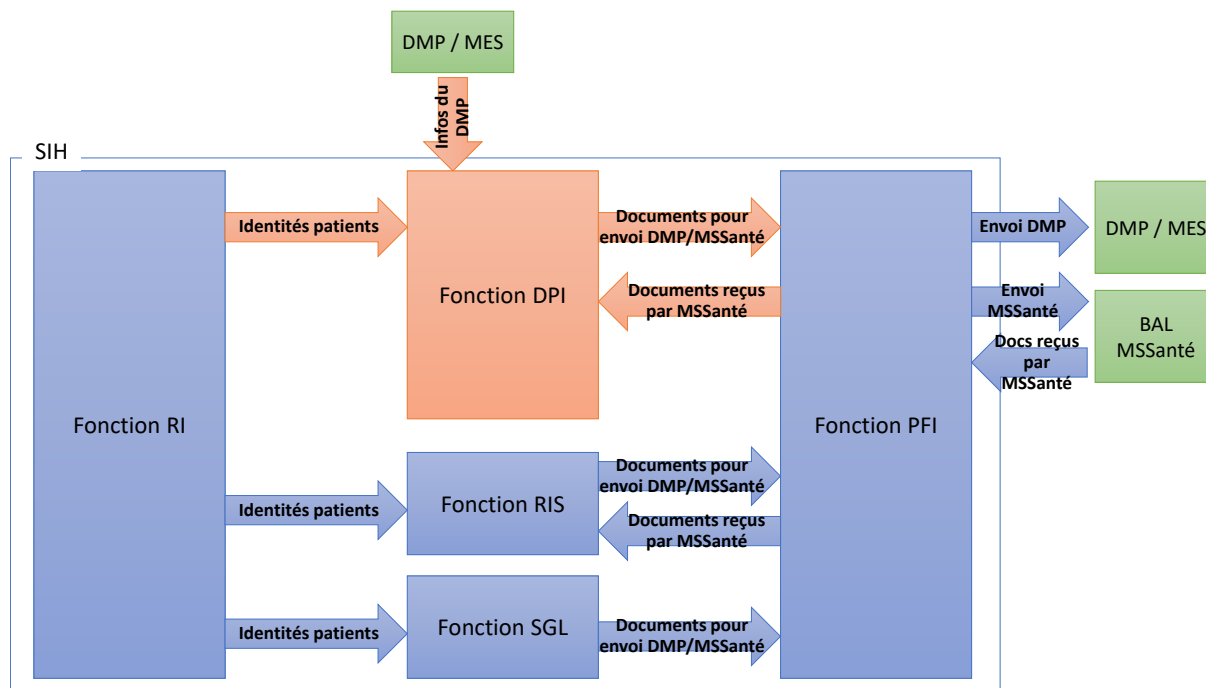 DMP / MES
Infos du
DMP
SIH
Fonction RI
Identités patients
Fonction DPI
Documents pour
envoi DMP/MSSanté
Documents reçus
par MSSanté
Fonction PFI
Envoi DMP
DMP / MES
Envoi
MSSanté
Docs reçus
par
MSSanté
BAL
MSSanté
Identités patients
Fonction RIS
Documents pour
envoi DMP/MSSanté
Documents reçus
par MSSanté
Identités patients
Fonction SGL
Documents pour
envoi DMP/MSSanté